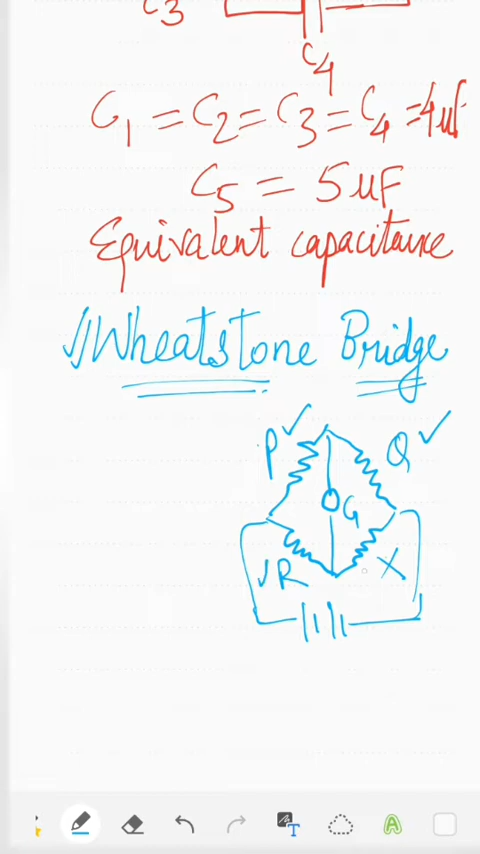 C3
C4
C1 = C2 = C3 = C4 = 4uF
C5 = 5uF
Equivalent capacitance
Wheatstone Bridge
P Q
G
R X
T
A